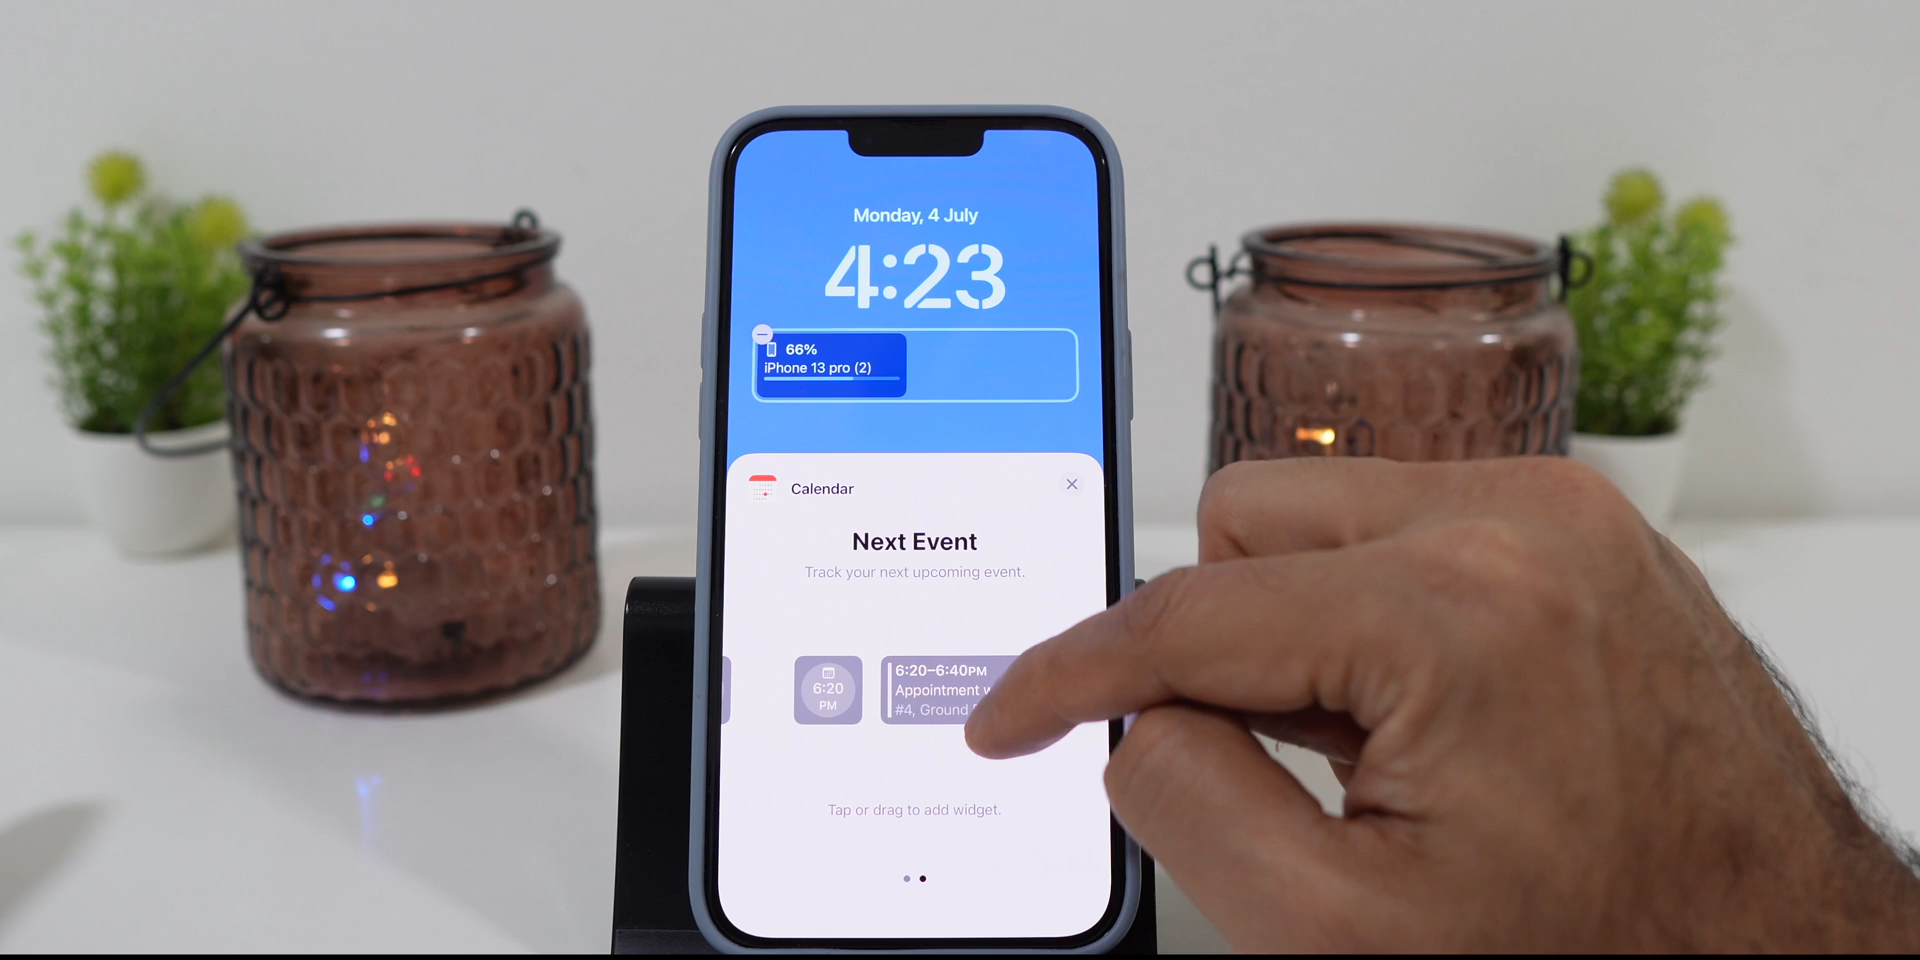 Monday, 4 July
4:23
66%
iPhone 13 pro (2)
Calendar
Next Event
Track your next upcoming event.
6:20
PM
6:20–6:40PM
Appointment
#4, Ground
Tap or drag to add widget.